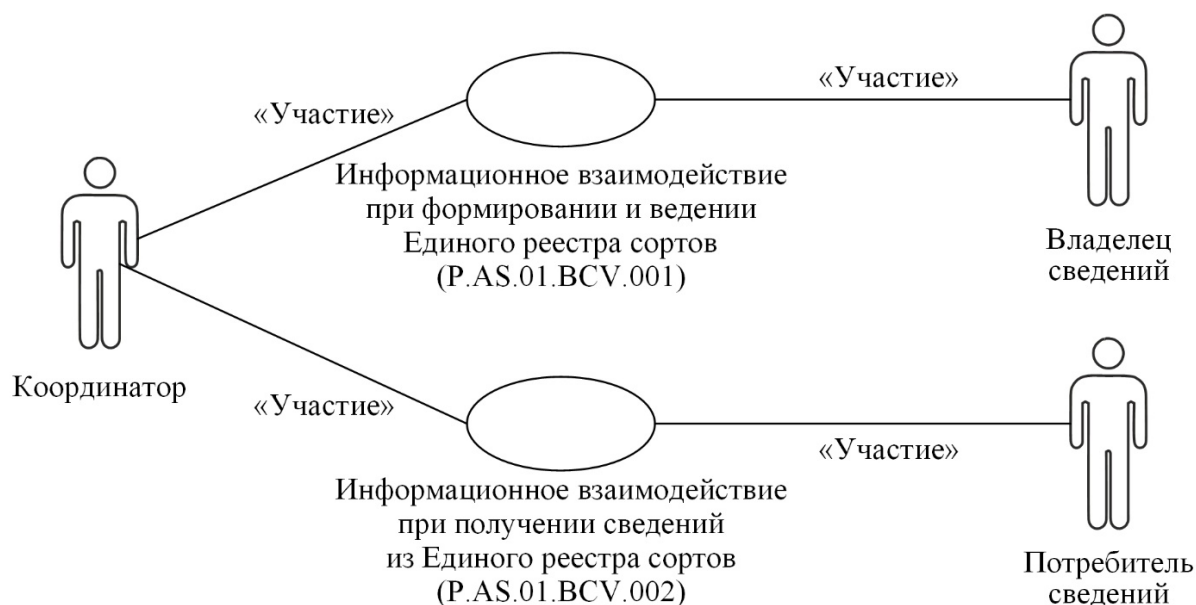 «Участие»
«Участие»
Информационное взаимодействие
при формировании и ведении
Единого реестра сортов
(P.AS.01.BCV.001)
Владелец
сведений
Координатор
«Участие»
«Участие»
Информационное взаимодействие
при получении сведений
из Единого реестра сортов
(P.AS.01.BCV.002)
Потребитель
сведений